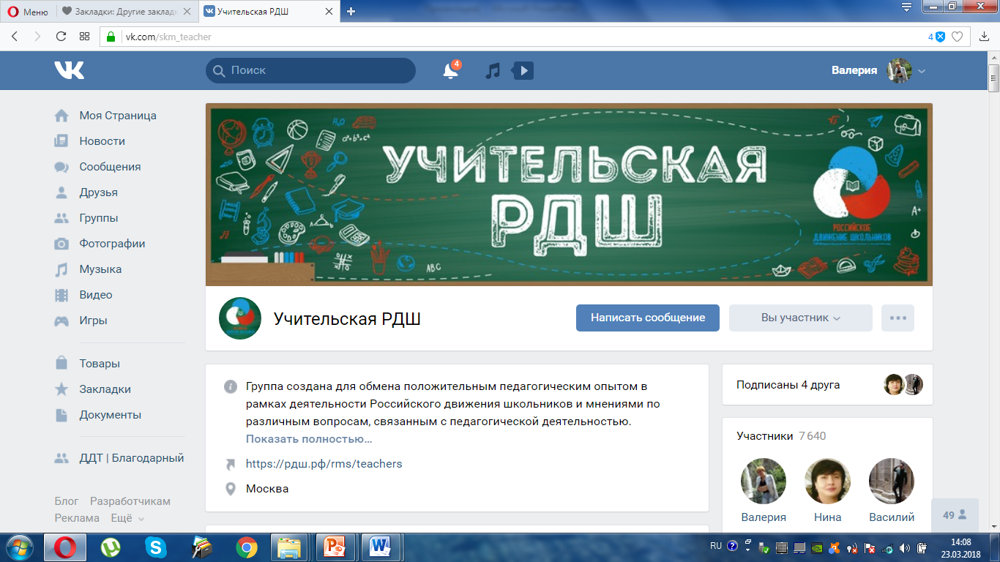 Меню
Закладки: Другие заклад
Учительская РДШ
vk.com/skm_teacher
4
Поиск
4
Валерия
Моя Страница
Новости
Сообщения
Друзья
Группы
Фотографии
Музыка
Видео
Игры
Товары
Закладки
Документы
ДДТ | Благодарный
Блог Разработчикам
Реклама Ещё
H₂O
a²+b²=c²
УЧИТЕЛЬСКАЯ
РДШ
РОССИЙСКОЕ
ДВИЖЕНИЕ ШКОЛЬНИКОВ
A+
ABC
Учительская РДШ
Написать сообщение
Вы участник
Группа создана для обмена положительным педагогическим опытом в
рамках деятельности Российского движения школьников и мнениями по
различным вопросам, связанным с педагогической деятельностью.
Показать полностью…
https://рдш.рф/rms/teachers
Москва
Подписаны 4 друга
Участники 7 640
Валерия
Нина
Василий
49
RU
14:08
23.03.2018